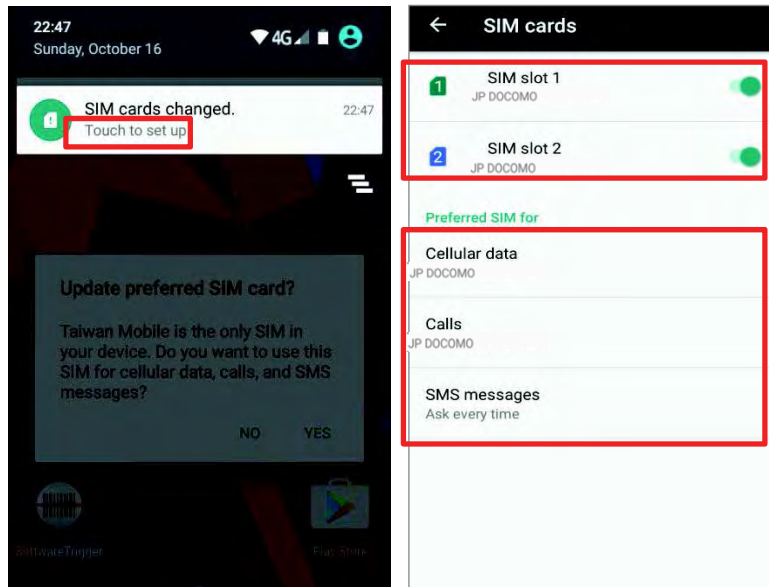 22:47
Sunday, October 16
4G
SIM cards changed.
22:47
Touch to set up
Update preferred SIM card?
Taiwan Mobile is the only SIM in
your device. Do you want to use this
SIM for cellular data, calls, and SMS
messages?
NO YES
SoftwareTrigger
Play Store
SIM cards
1
SIM slot 1
JP DOCOMO
2
SIM slot 2
JP DOCOMO
Preferred SIM for
Cellular data
JP DOCOMO
Calls
JP DOCOMO
SMS messages
Ask every time